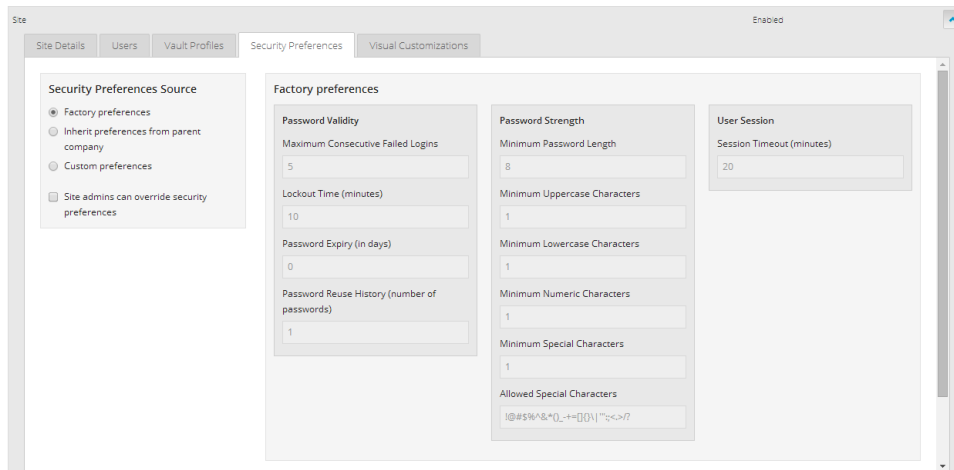 Site
Enabled
Site Details
Users
Vault Profiles
Security Preferences
Visual Customizations
Security Preferences Source
Factory preferences
Inherit preferences from parent
company
Custom preferences
Site admins can override security
preferences
Factory preferences
Password Validity
Maximum Consecutive Failed Logins
5
Lockout Time (minutes)
10
Password Expiry (in days)
0
Password Reuse History (number of
passwords)
1
Password Strength
Minimum Password Length
8
Minimum Uppercase Characters
1
Minimum Lowercase Characters
1
Minimum Numeric Characters
1
Minimum Special Characters
1
Allowed Special Characters
!@#$%^&*()_-+=[]{}\|"':;<.>/?
User Session
Session Timeout (minutes)
20